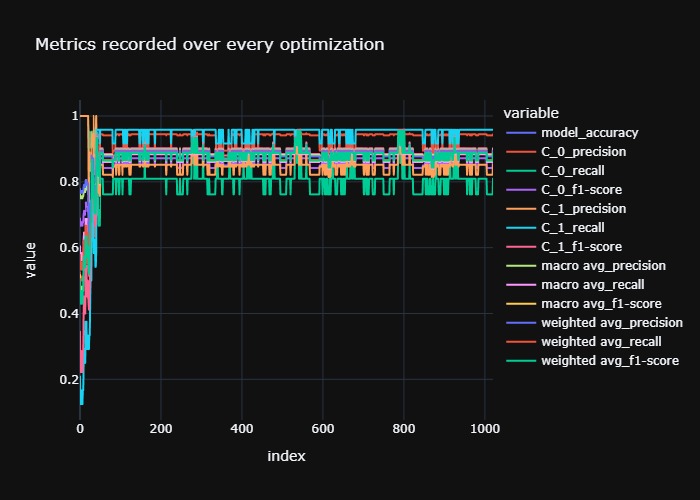 Metrics recorded over every optimization
variable
model_accuracy
C_0_precision
C_0_recall
C_0_f1-score
C_1_precision
C_1_recall
C_1_f1-score
macro avg_precision
macro avg_recall
macro avg_f1-score
weighted avg_precision
weighted avg_recall
weighted avg_f1-score
value
1
0.8
0.6
0.4
0.2
0 200 400 600 800 1000
index